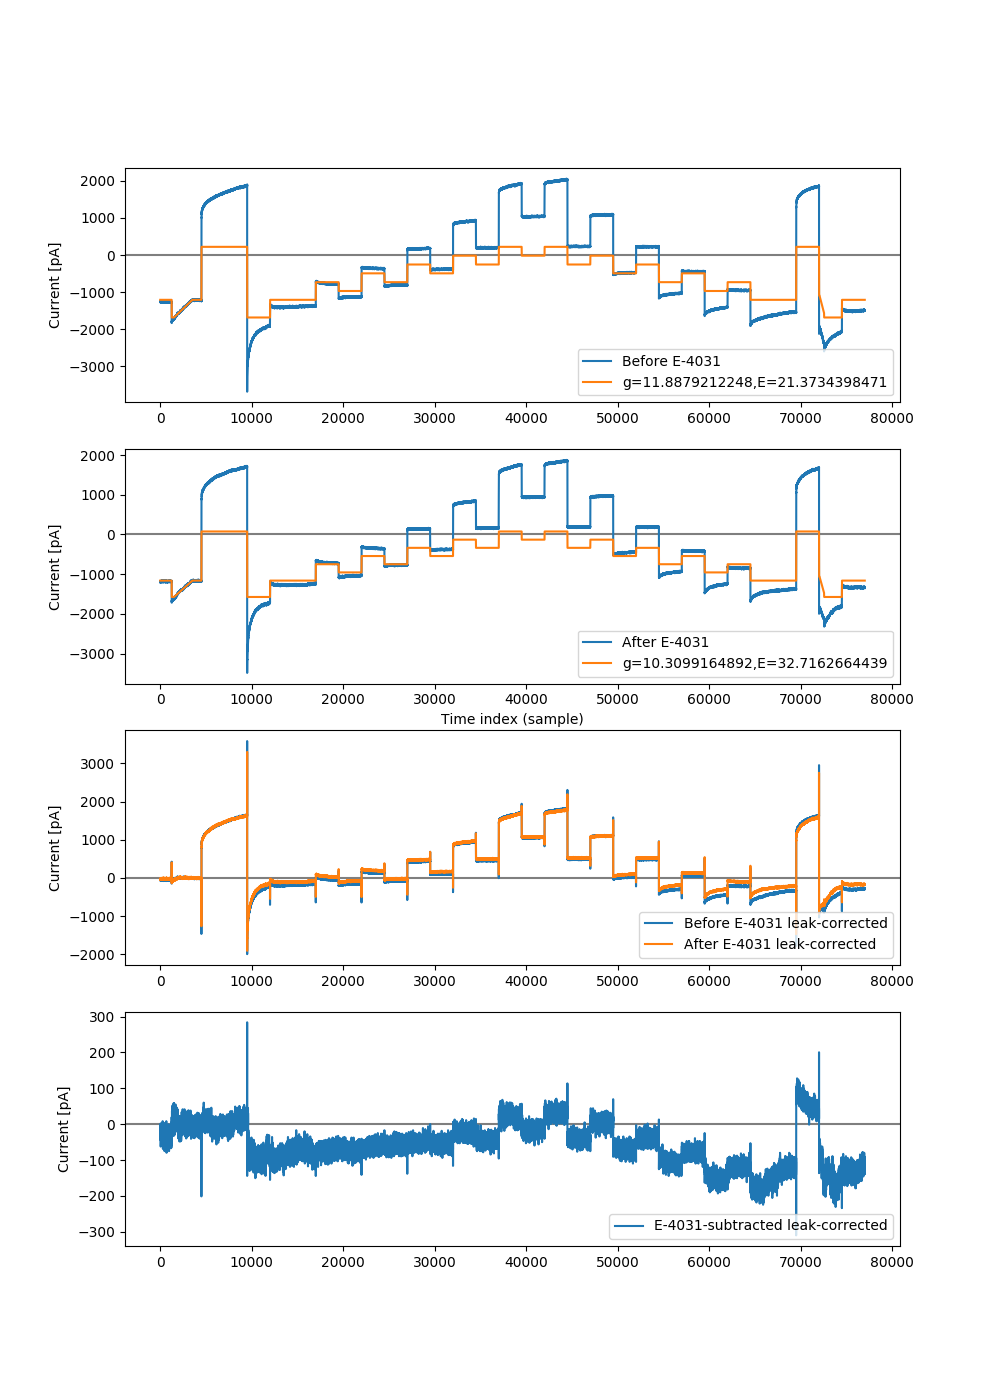 2000
1000
0
−1000
−2000
−3000
Current [pA]
Before E-4031
g=11.8879212248,E=21.3734398471
0 10000 20000 30000 40000 50000 60000 70000 80000
2000
1000
0
−1000
−2000
−3000
Current [pA]
After E-4031
g=10.3099164892,E=32.7162664439
0 10000 20000 30000 40000 50000 60000 70000 80000
Time index (sample)
3000
2000
1000
0
−1000
−2000
Current [pA]
Before E-4031 leak-corrected
After E-4031 leak-corrected
0 10000 20000 30000 40000 50000 60000 70000 80000
300
200
100
0
−100
−200
−300
Current [pA]
E-4031-subtracted leak-corrected
0 10000 20000 30000 40000 50000 60000 70000 80000